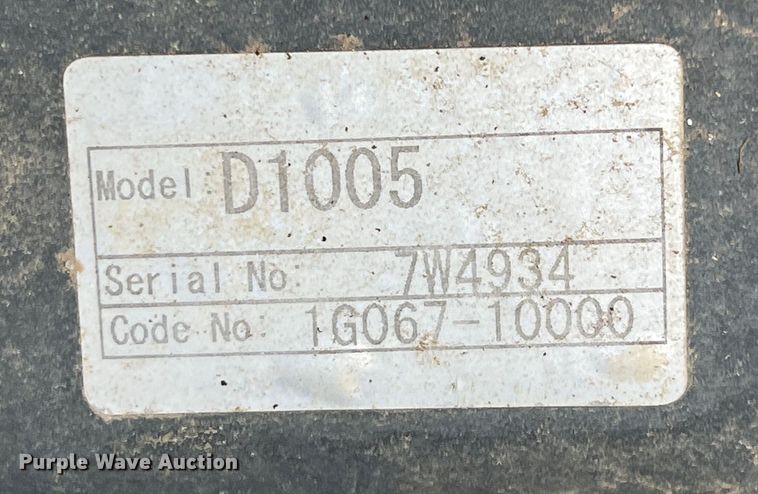 Model: D1005
Serial No: 7W4934
Code No: 1G067-10000
Purple Wave Auction